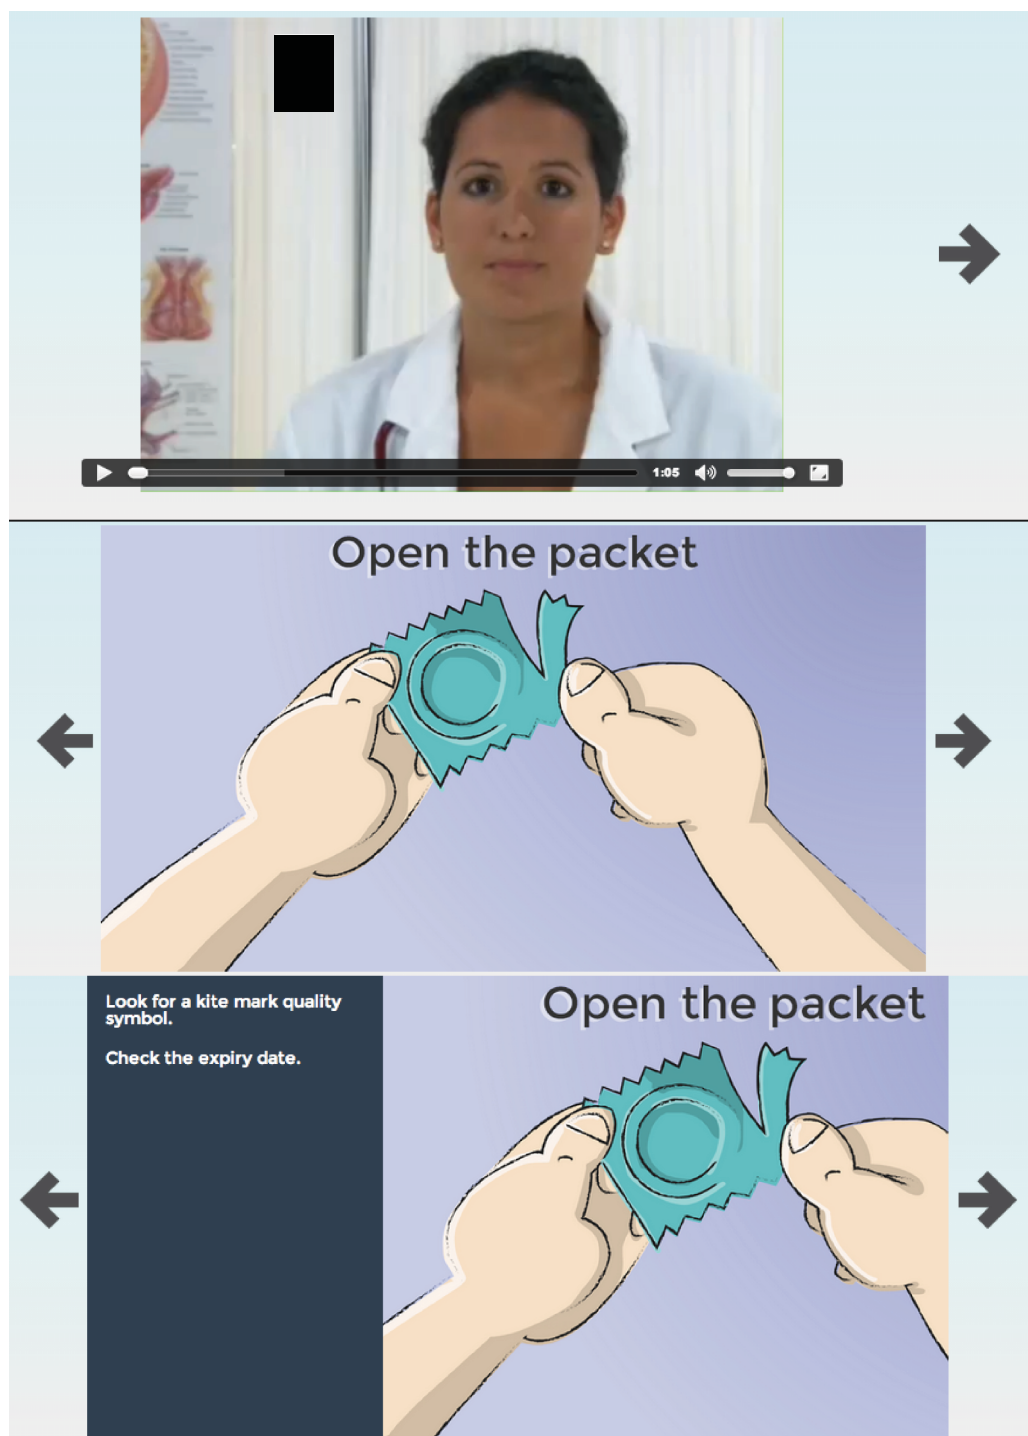 1:05
Open the packet
Look for a kite mark quality
symbol.
Check the expiry date.
Open the packet